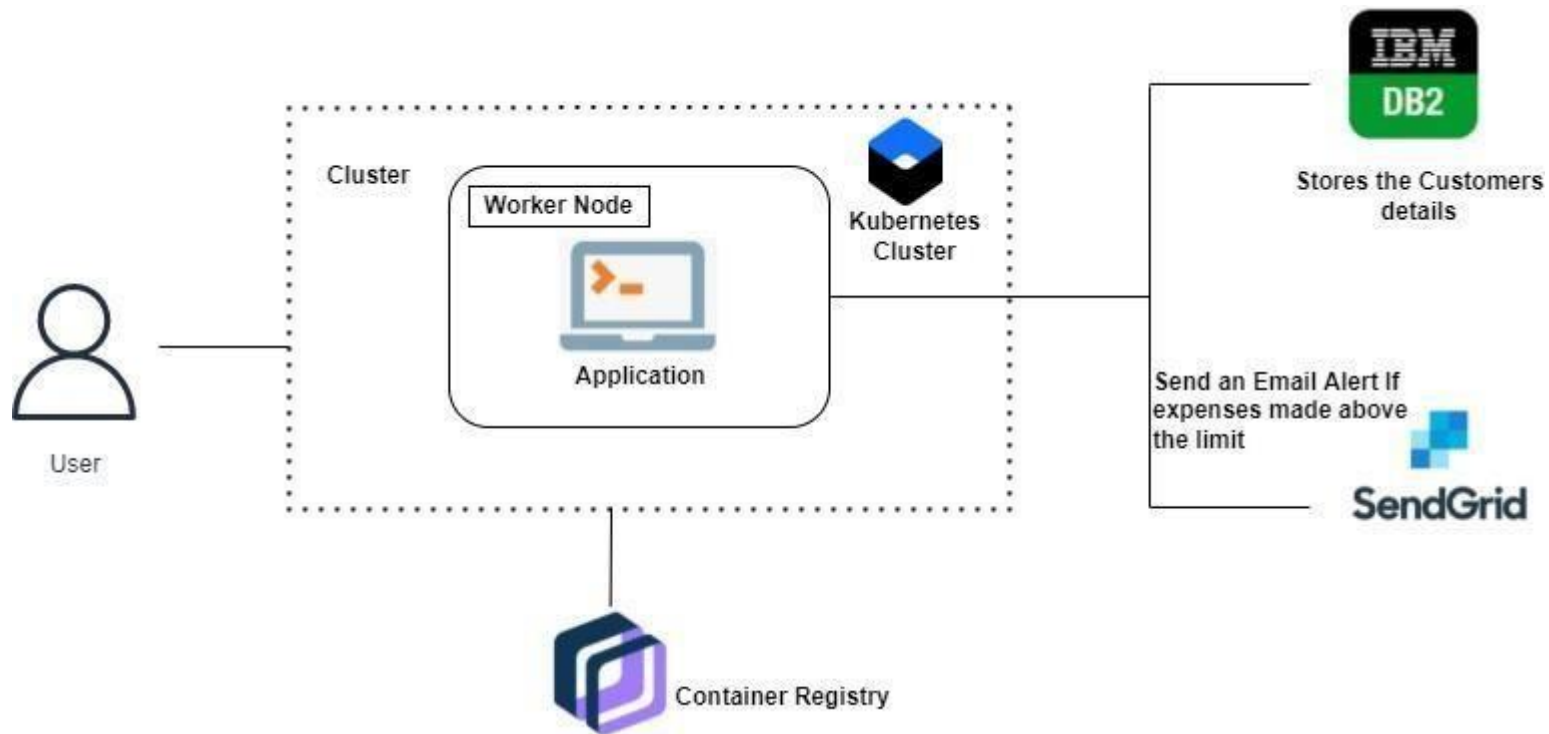 IBM
DB2
Stores the Customers
details
Cluster
Worker Node
Kubernetes
Cluster
Application
User
Send an Email Alert If
expenses made above
the limit
SendGrid
Container Registry